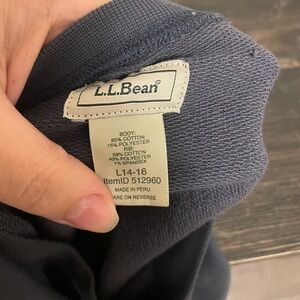 L.L.Bean®
BODY:
85% COTTON
15% POLYESTER
RIB:
59% COTTON
40% POLYESTER
1% SPANDEX
L14-16
ItemID 512960
MADE IN PERU
CARE ON REVERSE